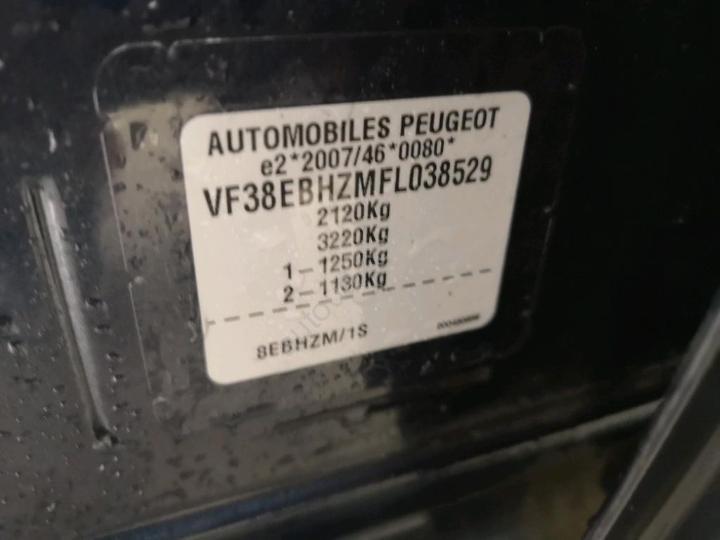 AUTOMOBILES PEUGEOT
e2*2007/46*0080*
VF38EBHZMFL038529
2120Kg
3220Kg
1-1250Kg
2-1130Kg
8EBHZM/1S